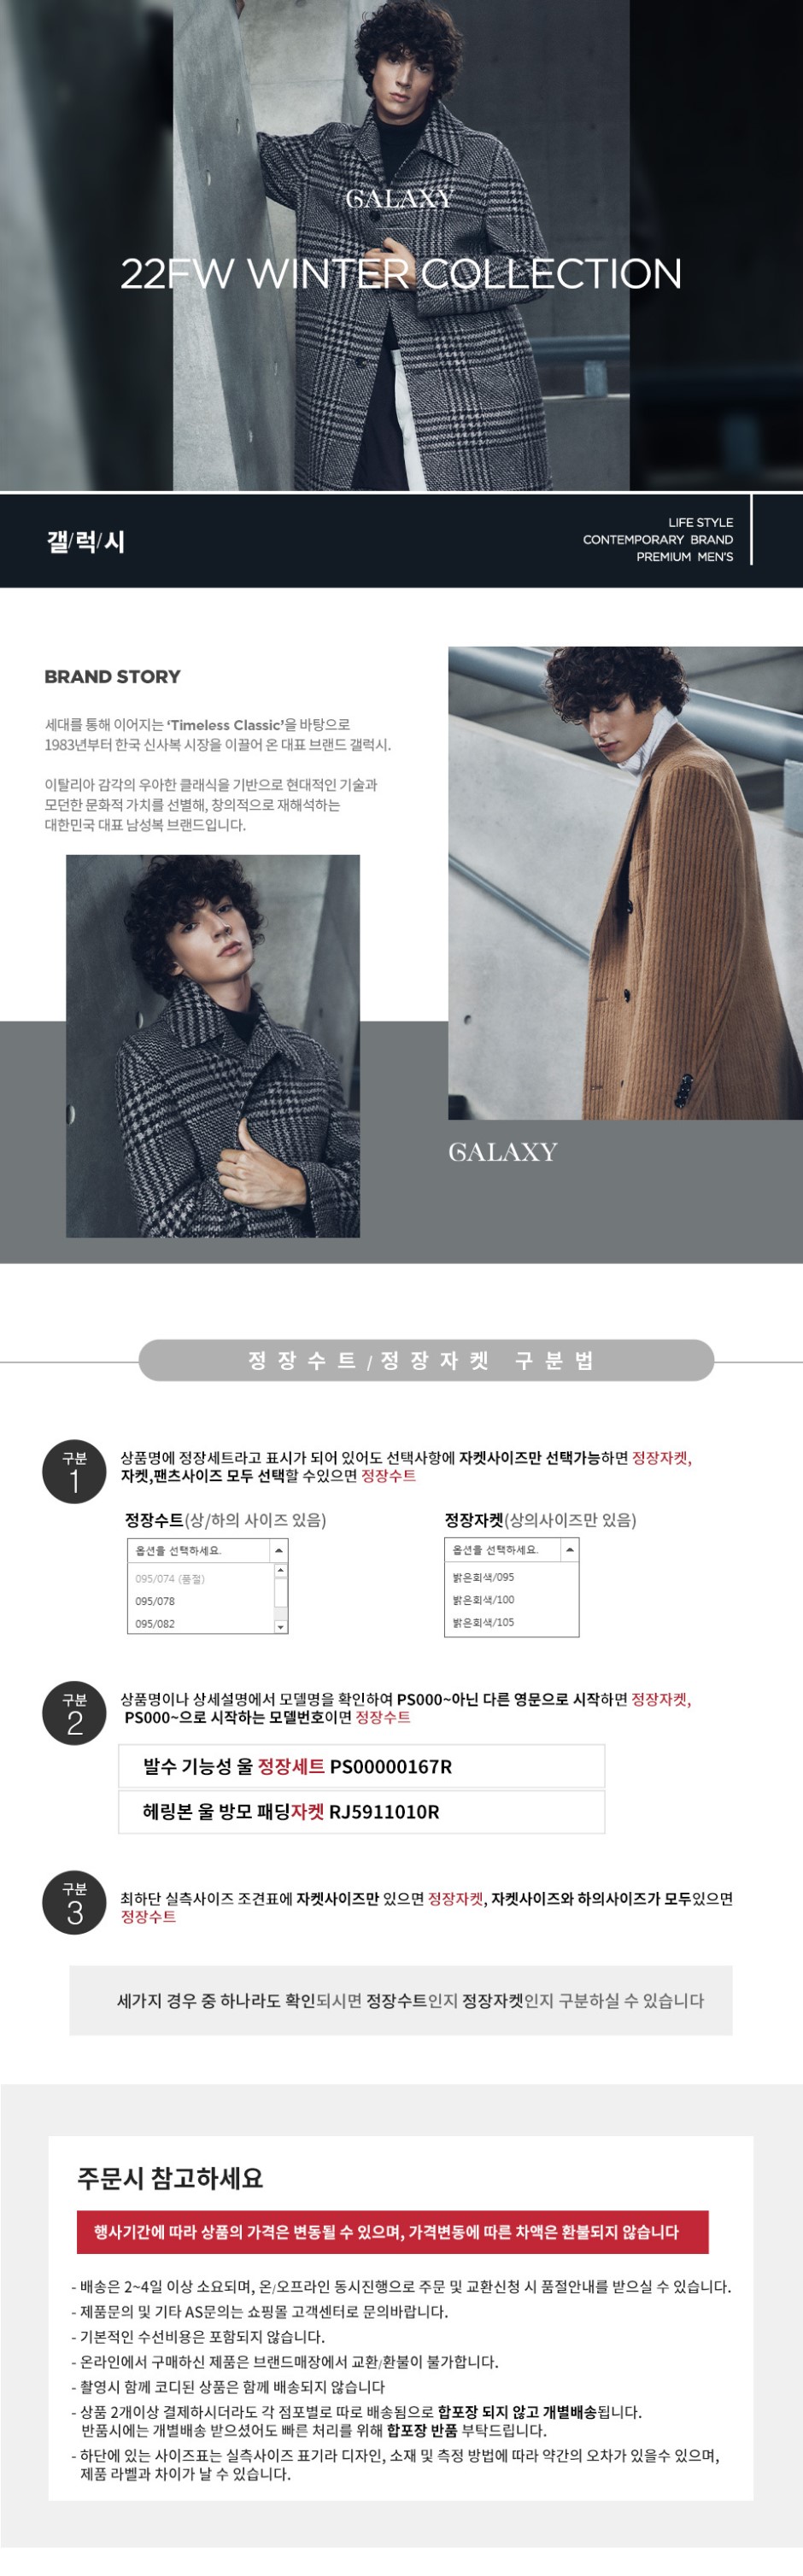 GALAXY
22FW WINTER COLLECTION
갤/럭/시
LIFE STYLE
CONTEMPORARY BRAND
PREMIUM MEN'S
BRAND STORY
세대를 통해 이어지는 ‘Timeless Classic’을 바탕으로
1983년부터 한국 신사복 시장을 이끌어 온 대표 브랜드 갤럭시.
이탈리아 감각의 우아한 클래식을 기반으로 현대적인 기술과
모던한 문화적 가치를 선별해, 창의적으로 재해석하는
대한민국 대표 남성복 브랜드입니다.
GALAXY
정장수트/정장자켓 구분법
구분
1
상품명에 정장세트라고 표시가 되어 있어도 선택사항에 자켓사이즈만 선택가능하면 정장자켓,
자켓,팬츠사이즈 모두 선택할 수있으면 정장수트
정장수트(상/하의 사이즈 있음)
옵션을 선택하세요.
095/074 (품절)
095/078
095/082
정장자켓(상의사이즈만 있음)
옵션을 선택하세요.
밝은회색/095
밝은회색/100
밝은회색/105
구분
2
상품명이나 상세설명에서 모델명을 확인하여 PS000~아닌 다른 영문으로 시작하면 정장자켓,
PS000~으로 시작하는 모델번호이면 정장수트
발수 기능성 울 정장세트 PS00000167R
헤링본 울 방모 패딩자켓 RJ5911010R
구분
3
최하단 실측사이즈 조견표에 자켓사이즈만 있으면 정장자켓, 자켓사이즈와 하의사이즈가 모두있으면
정장수트
세가지 경우 중 하나라도 확인되시면 정장수트인지 정장자켓인지 구분하실 수 있습니다
주문시 참고하세요
행사기간에 따라 상품의 가격은 변동될 수 있으며, 가격변동에 따른 차액은 환불되지 않습니다
- 배송은 2~4일 이상 소요되며, 온/오프라인 동시진행으로 주문 및 교환신청 시 품절안내를 받으실 수 있습니다.
- 제품문의 및 기타 AS문의는 쇼핑몰 고객센터로 문의바랍니다.
- 기본적인 수선비용은 포함되지 않습니다.
- 온라인에서 구매하신 제품은 브랜드매장에서 교환/환불이 불가합니다.
- 촬영시 함께 코디된 상품은 함께 배송되지 않습니다
- 상품 2개이상 결제하시더라도 각 점포별로 따로 배송됨으로 합포장 되지 않고 개별배송됩니다.
반품시에는 개별배송 받으셨어도 빠른 처리를 위해 합포장 반품 부탁드립니다.
- 하단에 있는 사이즈표는 실측사이즈 표기라 디자인, 소재 및 측정 방법에 따라 약간의 오차가 있을수 있으며,
제품 라벨과 차이가 날 수 있습니다.